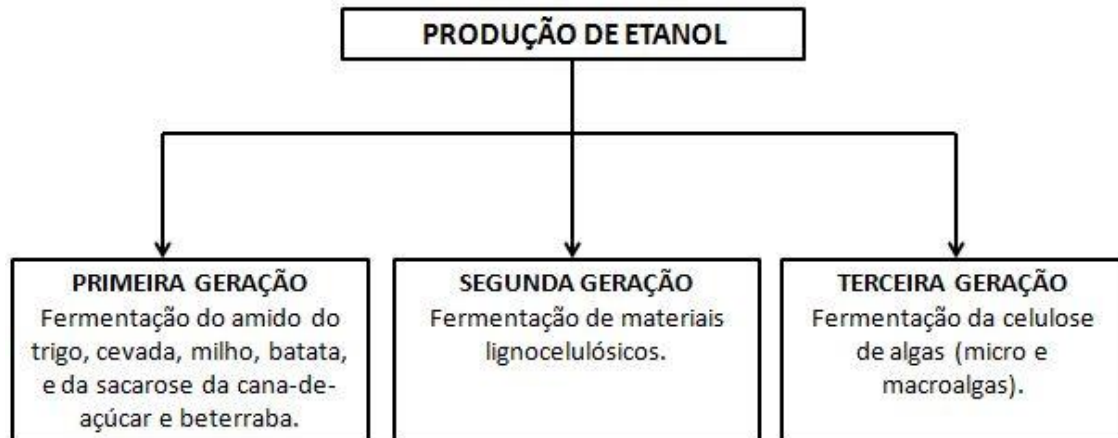 PRODUÇÃO DE ETANOL
PRIMEIRA GERAÇÃO
Fermentação do amido do
trigo, cevada, milho, batata,
e da sacarose da cana-de-
açúcar e beterraba.
SEGUNDA GERAÇÃO
Fermentação de materiais
lignocelulósicos.
TERCEIRA GERAÇÃO
Fermentação da celulose
de algas (micro e
macroalgas).